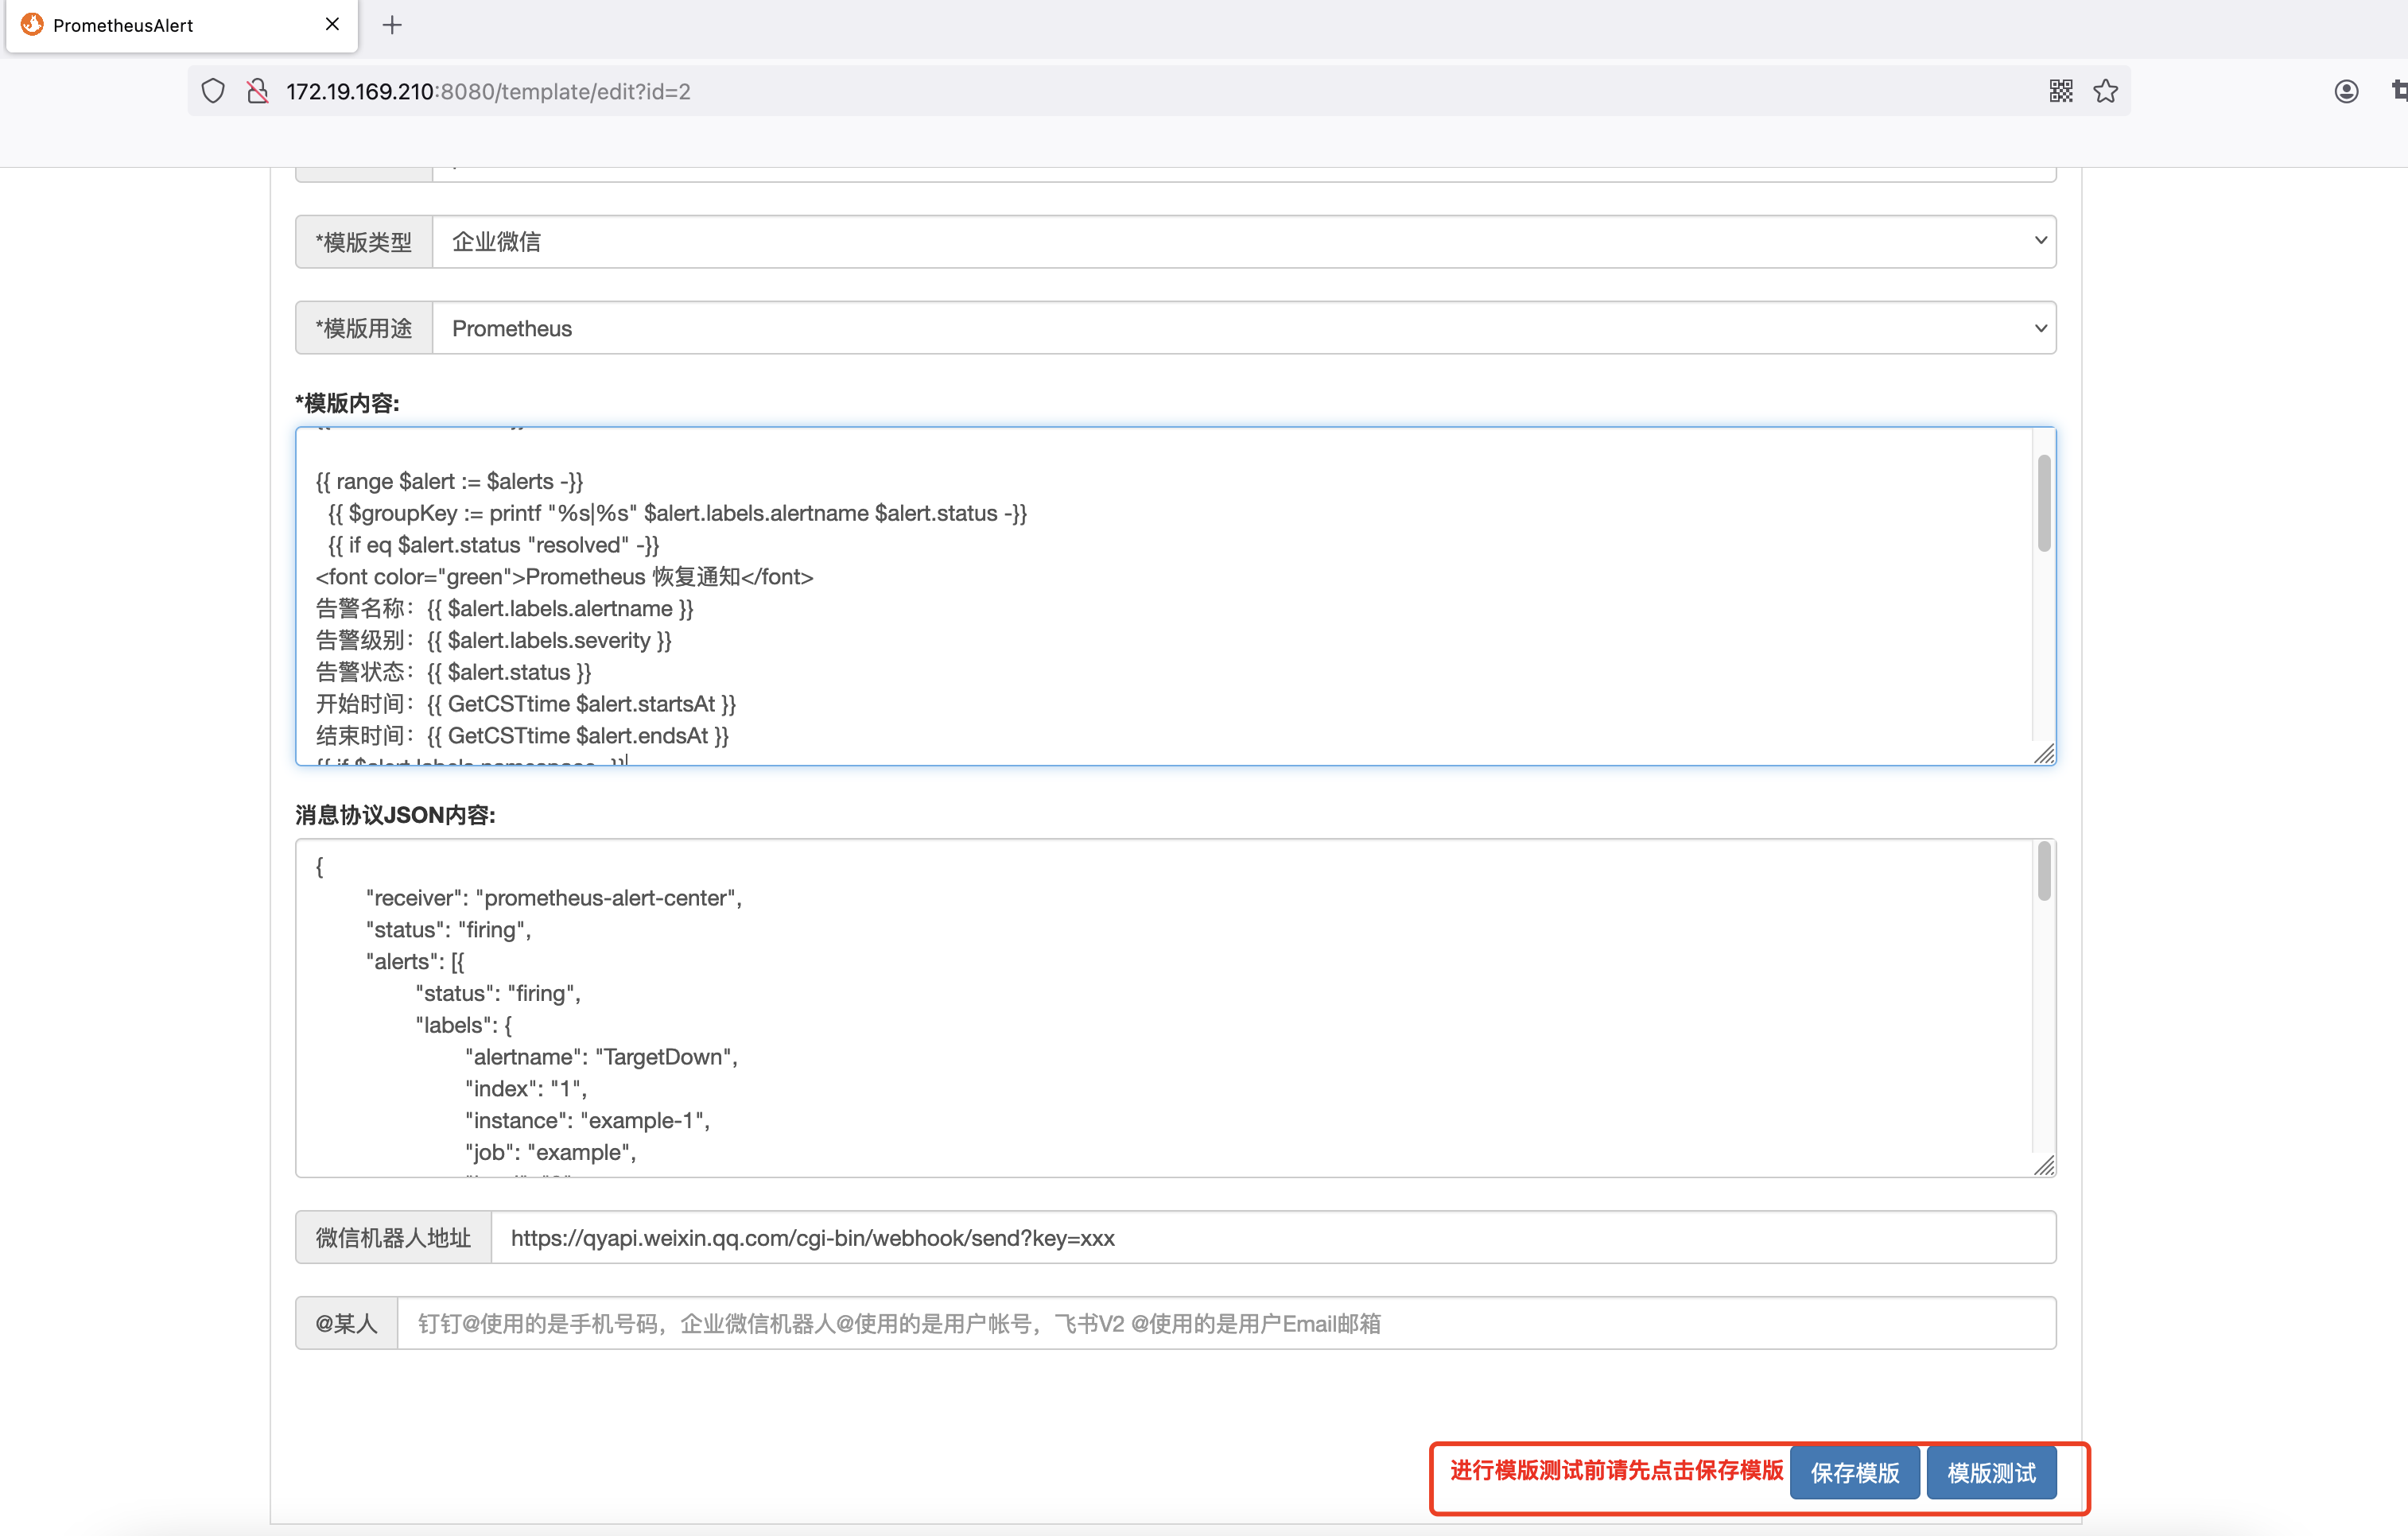 PrometheusAlert
172.19.169.210:8080/template/edit?id=2
*模版类型
企业微信
*模版用途
Prometheus
*模版内容:
{{ range $alert := $alerts -}}
{{ $groupKey := printf "%s|%s" $alert.labels.alertname $alert.status -}}
{{ if eq $alert.status "resolved" -}}
<font color="green">Prometheus 恢复通知</font>
告警名称：{{ $alert.labels.alertname }}
告警级别：{{ $alert.labels.severity }}
告警状态：{{ $alert.status }}
开始时间：{{ GetCSTtime $alert.startsAt }}
结束时间：{{ GetCSTtime $alert.endsAt }}
{{ if $alert.labels.namespace -}}
消息协议JSON内容:
{
"receiver": "prometheus-alert-center",
"status": "firing",
"alerts": [{
"status": "firing",
"labels": {
"alertname": "TargetDown",
"index": "1",
"instance": "example-1",
"job": "example",
微信机器人地址
https://qyapi.weixin.qq.com/cgi-bin/webhook/send?key=xxx
@某人
钉钉@使用的是手机号码，企业微信机器人@使用的是用户帐号，飞书V2 @使用的是用户Email邮箱
进行模版测试前请先点击保存模版
保存模版
模版测试